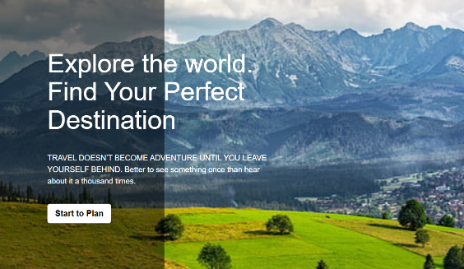 Explore the world.
Find Your Perfect
Destination
TRAVEL DOESN'T BECOME ADVENTURE UNTIL YOU LEAVE
YOURSELF BEHIND. Better to see something once than hear
about it a thousand times.
Start to Plan